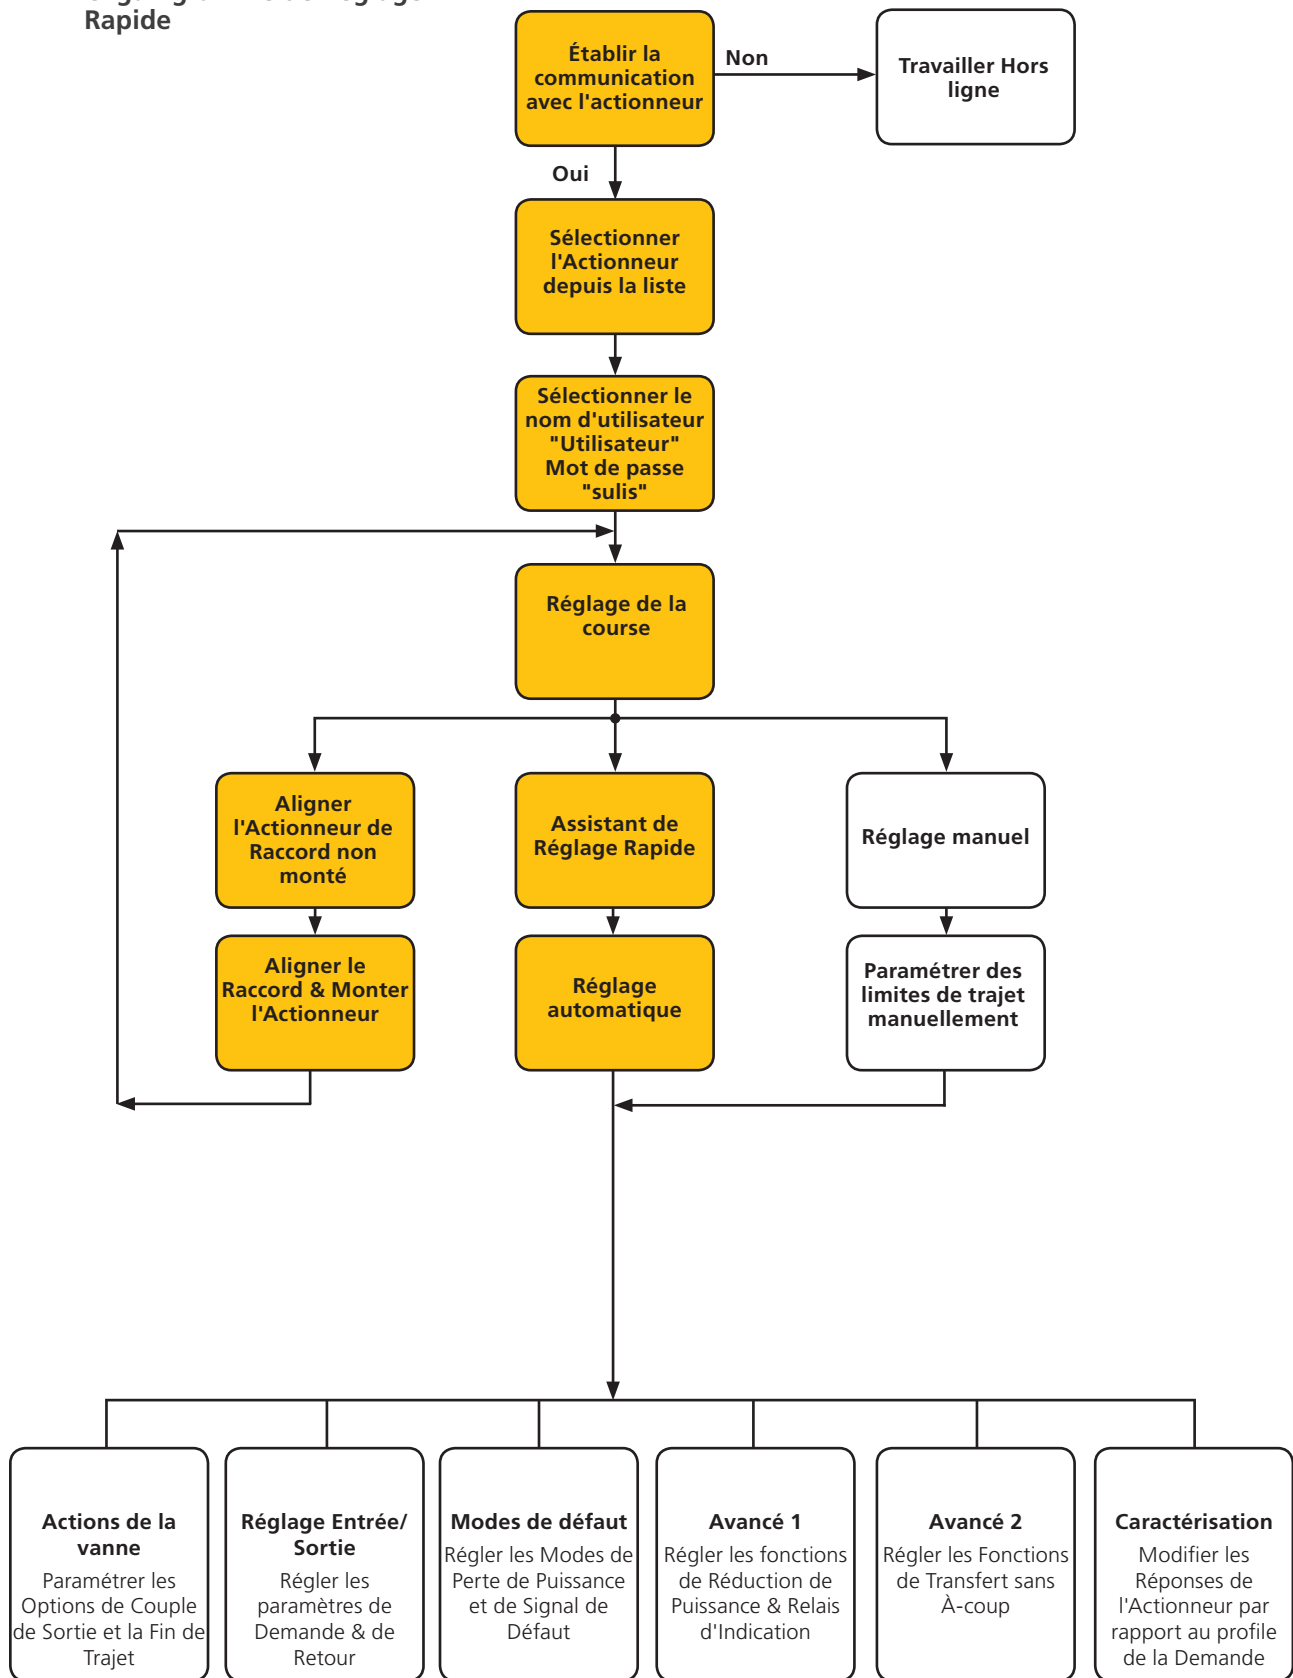 Rapide
Établir la
communication
avec l'actionneur
Non
Travailler Hors
ligne
Oui
Sélectionner
l'Actionneur
depuis la liste
Sélectionner le
nom d'utilisateur
"Utilisateur"
Mot de passe
"sulis"
Réglage de la
course
Aligner
l'Actionneur de
Raccord non
monté
Assistant de
Réglage Rapide
Réglage manuel
Aligner le
Raccord & Monter
l'Actionneur
Réglage
automatique
Paramétrer des
limites de trajet
manuellement
Actions de la
vanne
Paramétrer les
Options de Couple
de Sortie et la Fin de
Trajet
Réglage Entrée/
Sortie
Régler les
paramètres de
Demande & de
Retour
Modes de défaut
Régler les Modes de
Perte de Puissance
et de Signal de
Défaut
Avancé 1
Régler les fonctions
de Réduction de
Puissance & Relais
d'Indication
Avancé 2
Régler les Fonctions
de Transfert sans
À-coup
Caractérisation
Modifier les
Réponses de
l'Actionneur par
rapport au profile
de la Demande